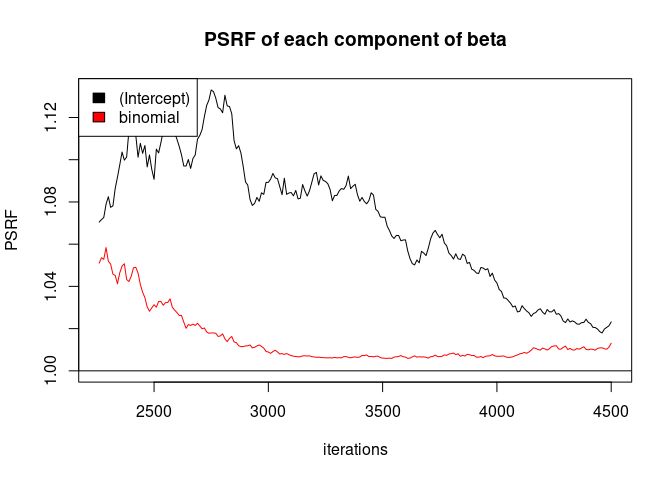 PSRF of each component of beta
(Intercept)
binomial
PSRF
1.12
1.08
1.04
1.00
2500 3000 3500 4000 4500
iterations